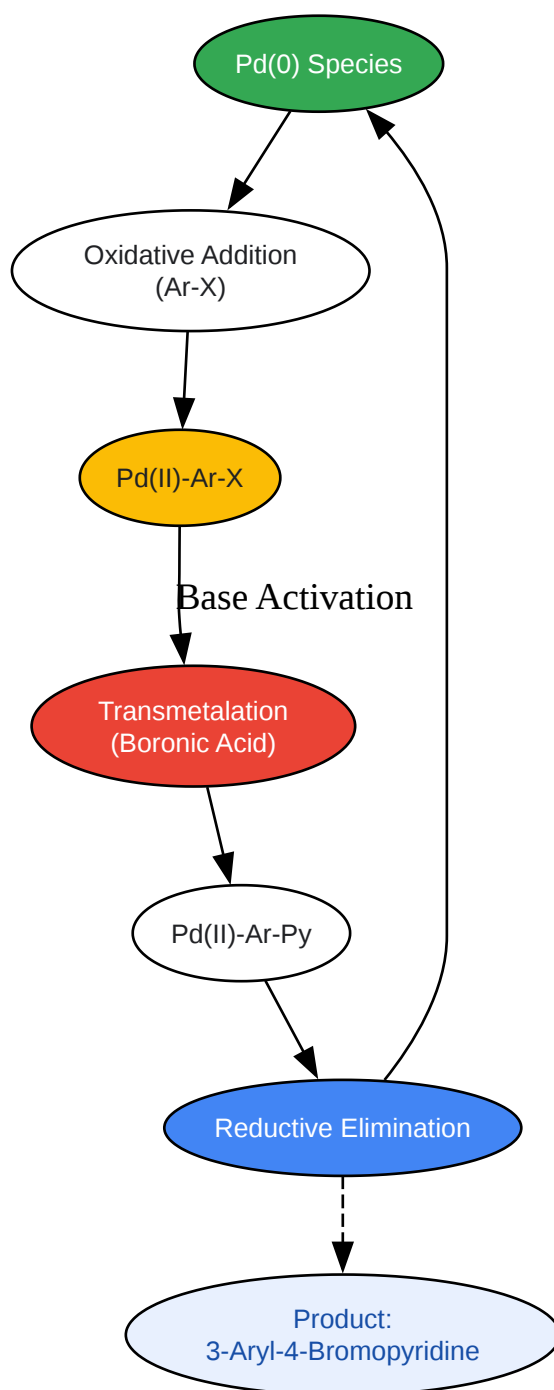 Pd(0) Species
Oxidative Addition
(Ar-X)
Pd(II)-Ar-X
Base Activation
Transmetalation
(Boronic Acid)
Pd(II)-Ar-Py
Reductive Elimination
Product:
3-Aryl-4-Bromopyridine